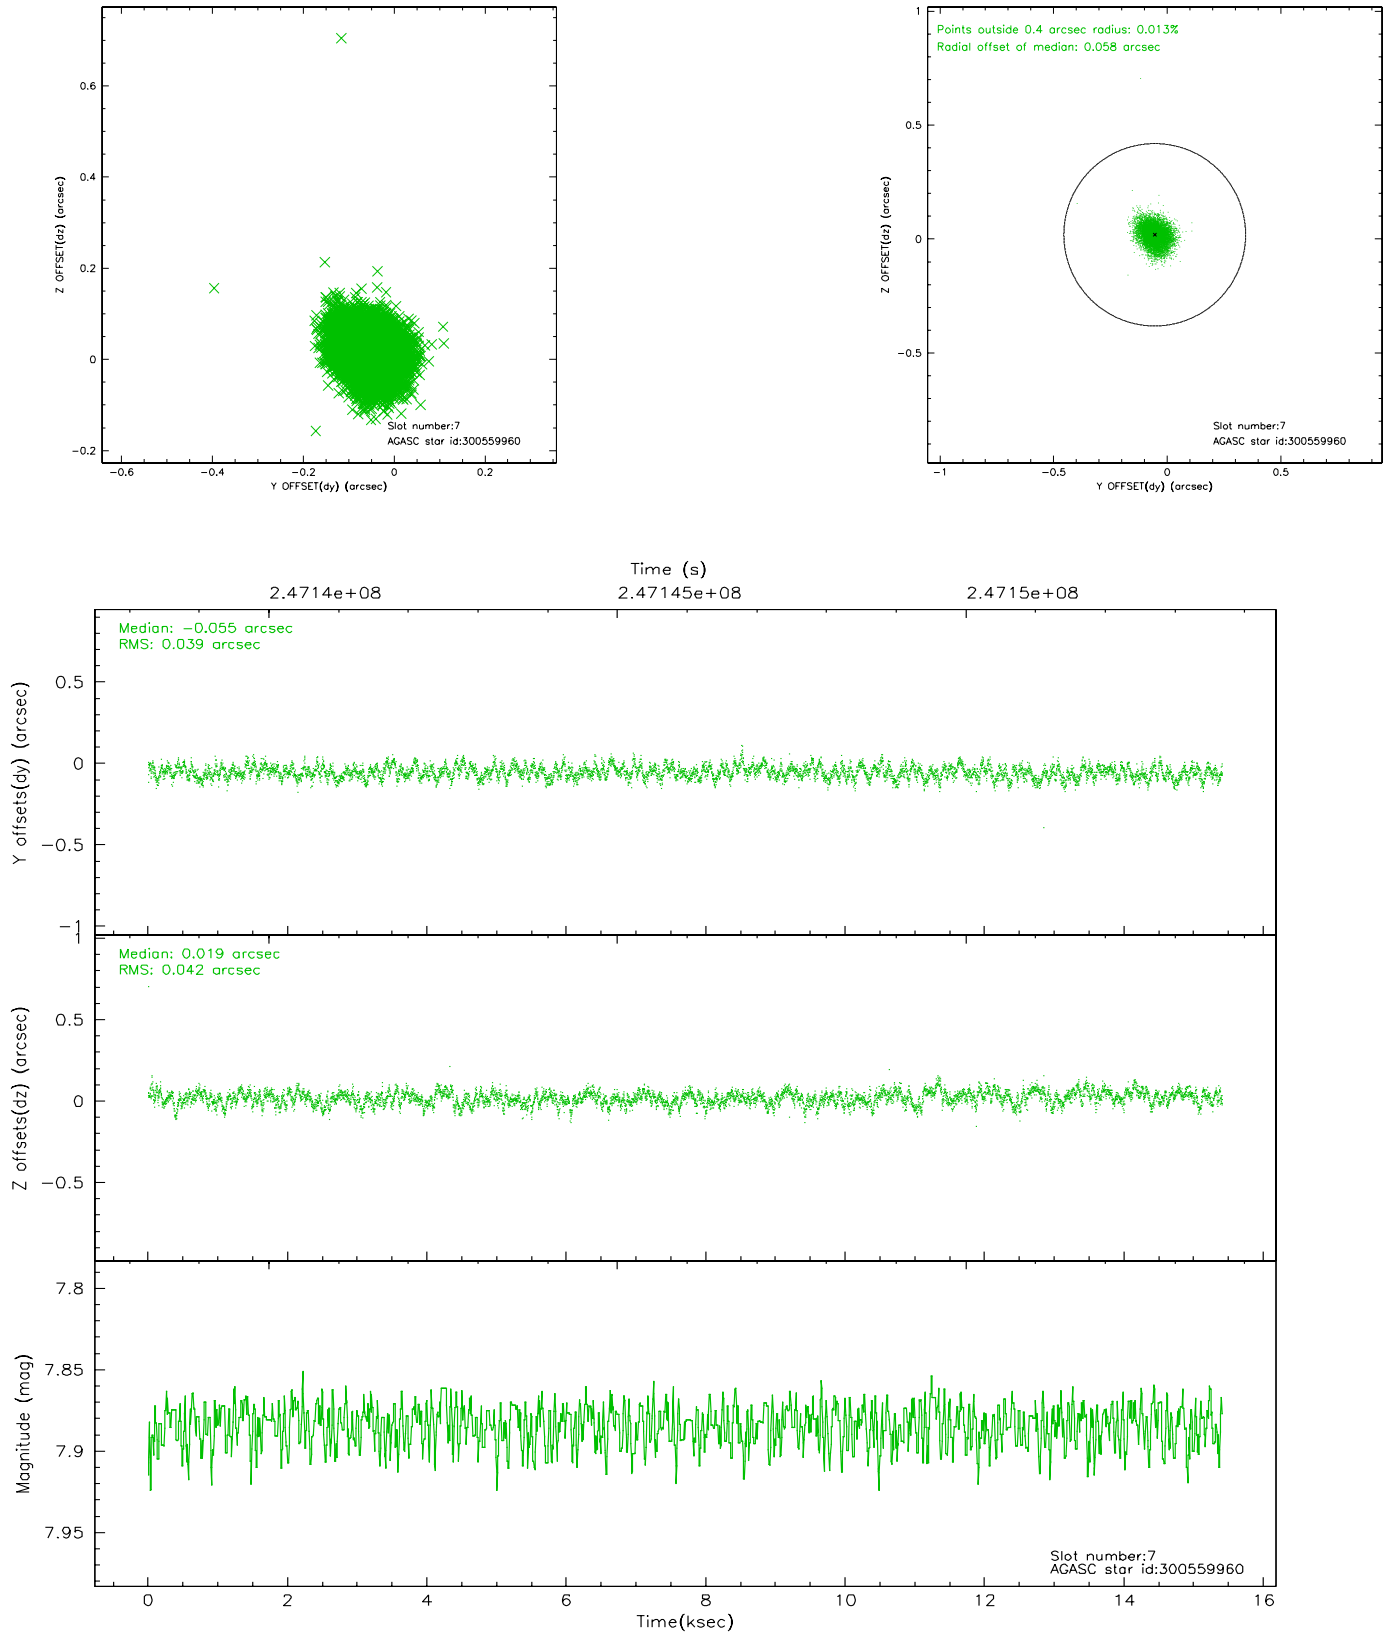 0.6
0.4
0.2
0
−0.2
Z OFFSET(dz) (arcsec)
−0.6
−0.4
−0.2
0
0.2
Y OFFSET(dy) (arcsec)
Slot number:7
AGASC star id:300559960
Points outside 0.4 arcsec radius: 0.013%
Radial offset of median: 0.058 arcsec
1
0.5
0
−0.5
Z OFFSET(dz) (arcsec)
−1
−0.5
0
0.5
Y OFFSET(dy) (arcsec)
Slot number:7
AGASC star id:300559960
Time (s)
2.4714e+08
2.47145e+08
2.4715e+08
Median: −0.055 arcsec
RMS: 0.039 arcsec
0.5
0
−0.5
−1
Y offsets(dy) (arcsec)
Median: 0.019 arcsec
RMS: 0.042 arcsec
1
0.5
0
−0.5
Z offsets(dz) (arcsec)
7.8
7.85
7.9
7.95
Magnitude (mag)
Slot number:7
AGASC star id:300559960
0
2
4
6
8
10
12
14
16
Time(ksec)